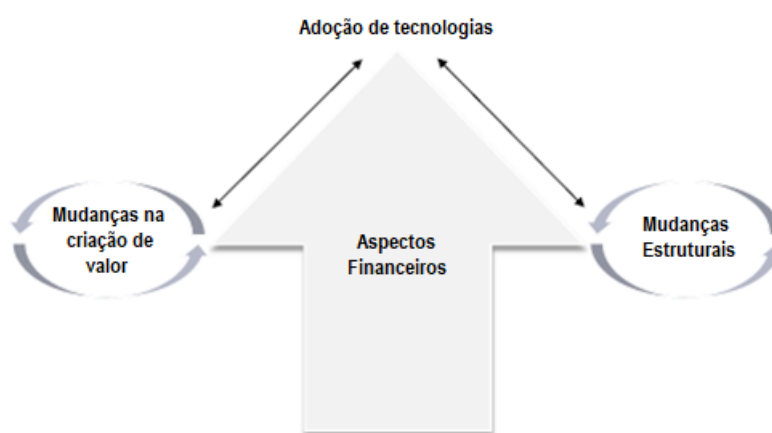 Adoção de tecnologias
Mudanças na
criação de
valor
Aspectos
Financeiros
Mudanças
Estruturais